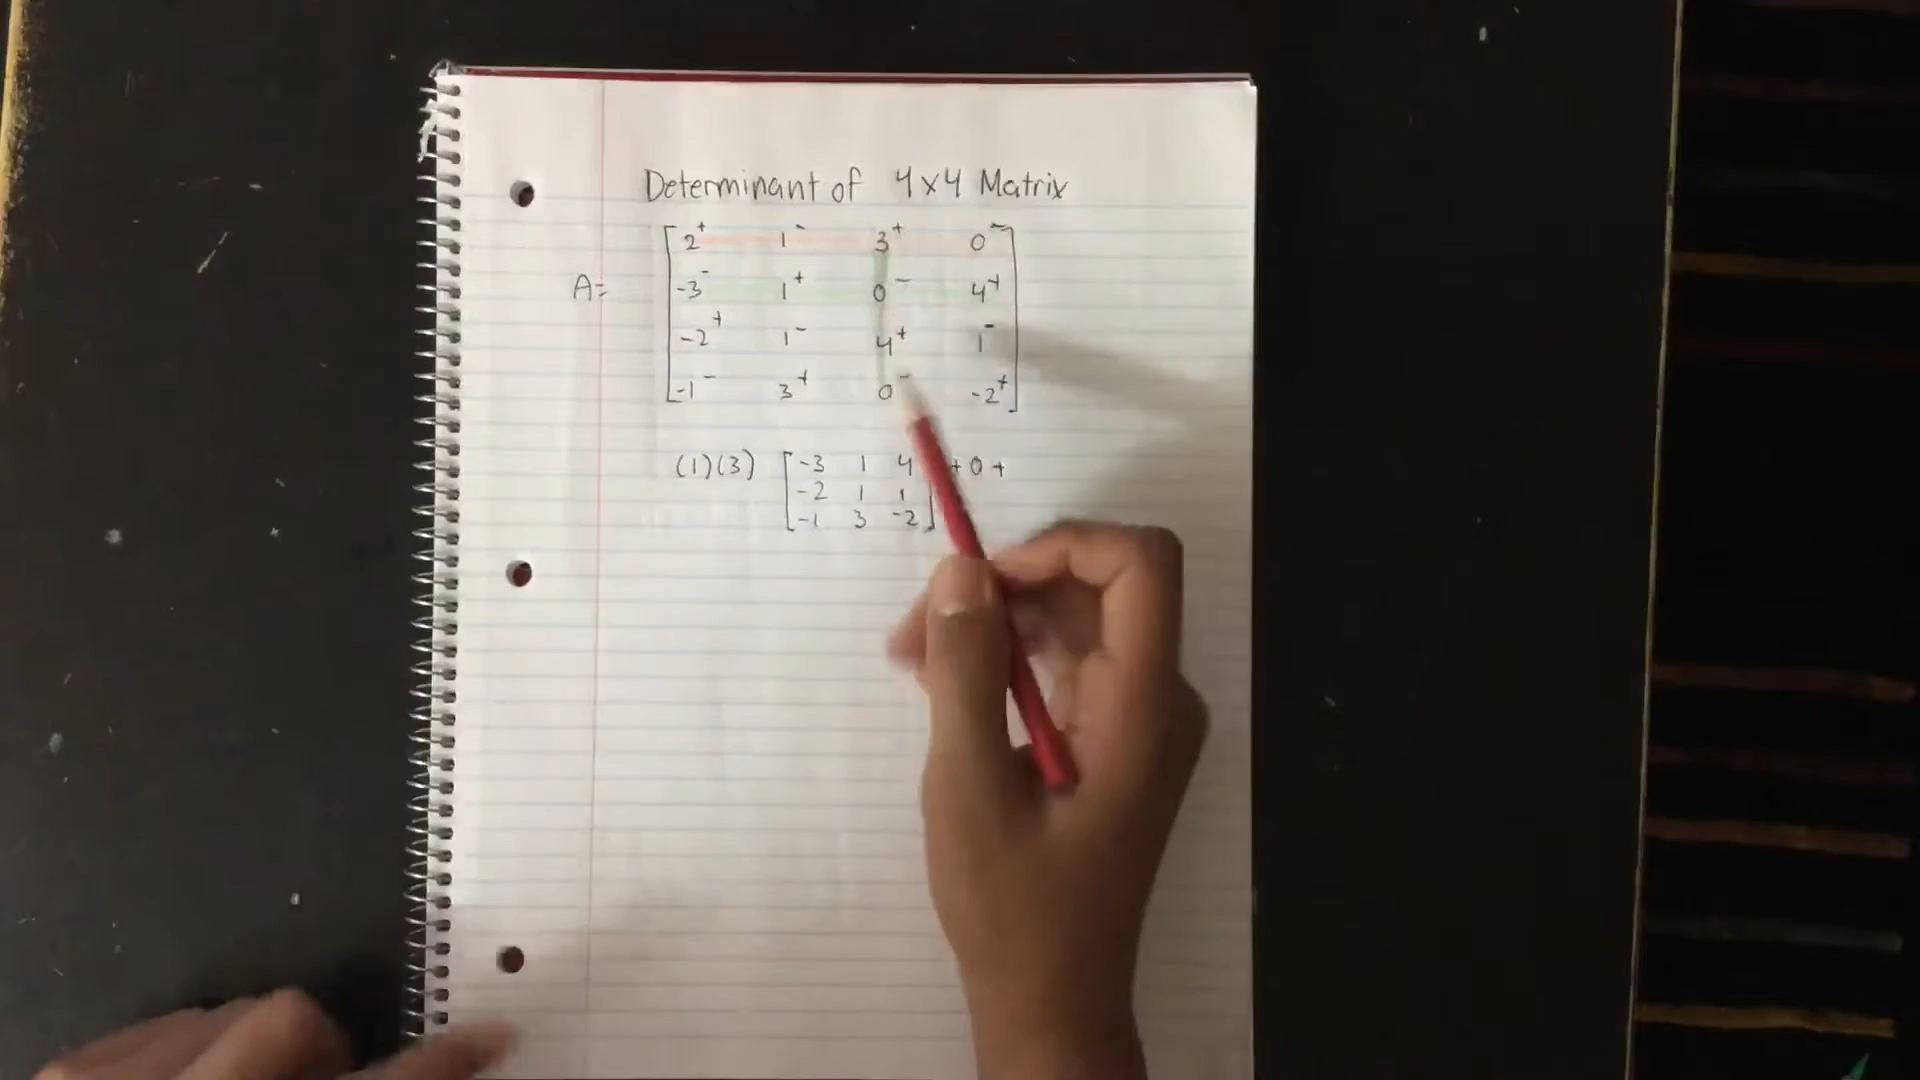 Determinant of 4x4 Matrix
2⁺ 1⁻ 3⁺ 0⁻
A= -3⁻ 1⁺ 0⁻ 4⁺
-2⁺ 1⁻ 4⁺ 1⁻
-1⁻ 3⁺ 0⁻ -2⁺
(1)(3) [-3 1 4 +0+
-2 1 1
-1 3 -2]